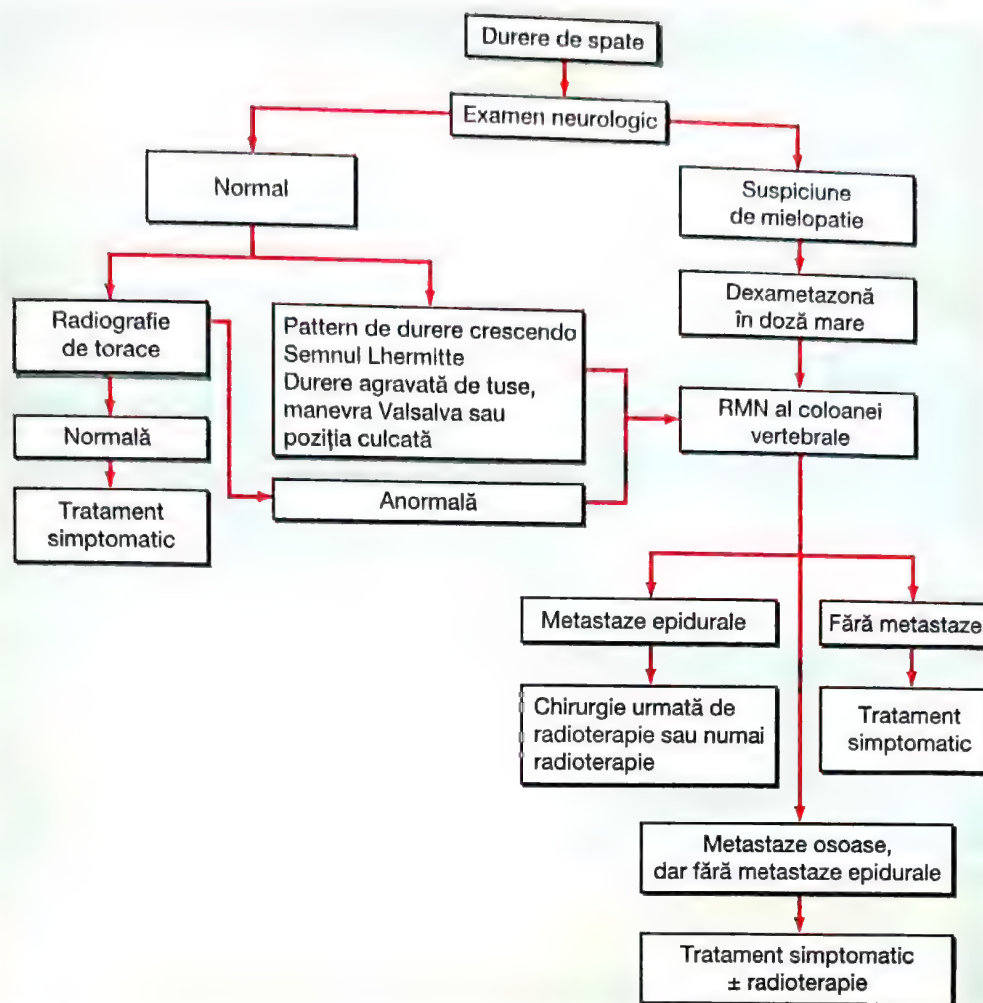 Durere de spate
Examen neurologic
Normal
Suspiciune
de mielopatie
Dexametazonă
în doză mare
Radiografie
de torace
Pattern de durere crescendo
Semnul Lhermitte
Durere agravată de tuse,
manevra Valsalva sau
poziţia culcată
RMN al coloanei
vertebrale
Normală
Anormală
Tratament
simptomatic
Metastaze epidurale
Fără metastaze
Chirurgie urmată de
radioterapie sau numai
radioterapie
Tratament
simptomatic
Metastaze osoase,
dar fără metastaze epidurale
Tratament simptomatic
± radioterapie